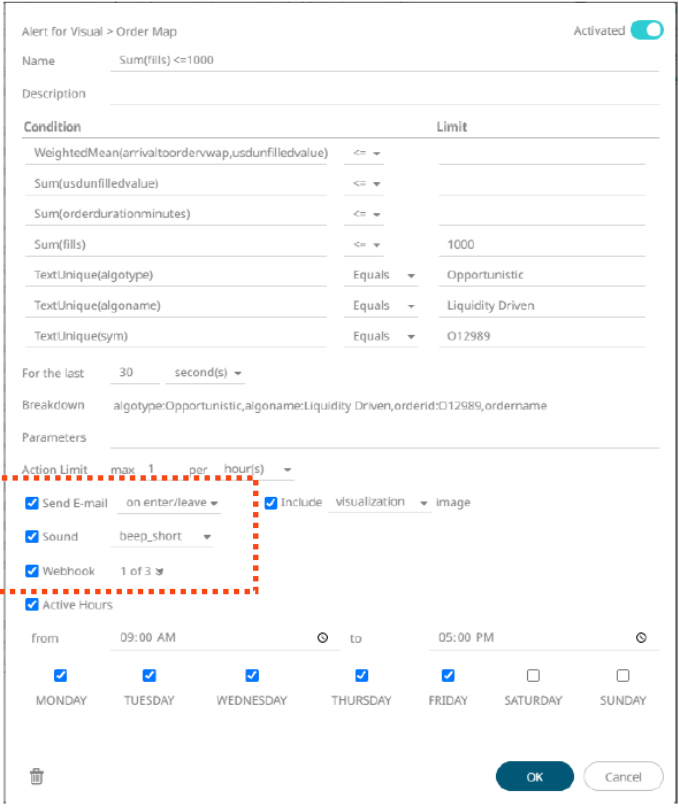 Alert for Visual > Order Map Activated
Name Sum(fills) <=1000
Description
Condition Limit
WeightedMean(arrivaltoordervwap,usdunfilledvalue) <=
Sum(usdunfilledvalue) <=
Sum(orderdurationminutes) <=
Sum(fills) <= 1000
TextUnique(algotype) Equals Opportunistic
TextUnique(algoname) Equals Liquidity Driven
TextUnique(sym) Equals O12989
For the last 30 second(s)
Breakdown algotype:Opportunistic,algoname:Liquidity Driven,orderid:O12989,ordername
Parameters
Action Limit max 1 per hour(s)
Send E-mail on enter/leave Include visualization image
Sound beep_short
Webhook 1 of 3
Active Hours
from 09:00 AM to 05:00 PM
MONDAY TUESDAY WEDNESDAY THURSDAY FRIDAY SATURDAY SUNDAY
OK Cancel